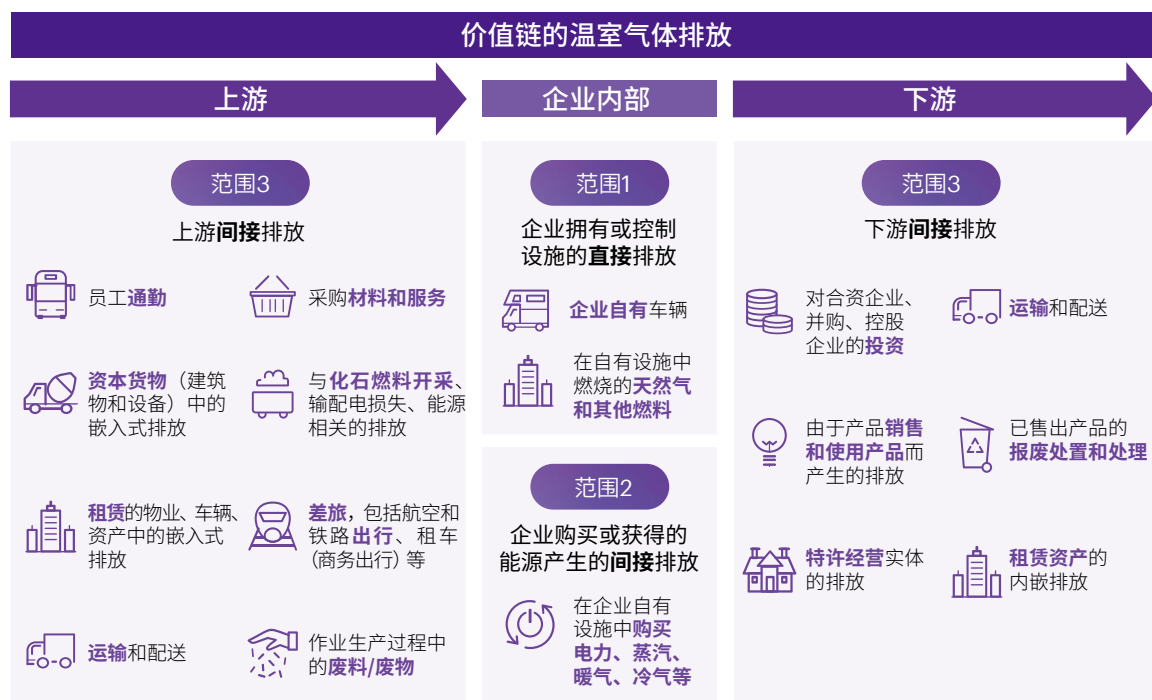 价值链的温室气体排放
上游
企业内部
下游
范围3
上游间接排放
员工通勤
采购材料和服务
资本货物（建筑
物和设备）中的
嵌入式排放
与化石燃料开采、
输配电损失、能源
相关的排放
租赁的物业、车辆、
资产中的嵌入式
排放
差旅，包括航空和
铁路出行、租车
（商务出行）等
运输和配送
作业生产过程中
的废料/废物
范围1
企业拥有或控制
设施的直接排放
企业自有车辆
在自有设施中
燃烧的天然气
和其他燃料
范围2
企业购买或获得的
能源产生的间接排放
在企业自有
设施中购买
电力、蒸汽、
暖气、冷气等
范围3
下游间接排放
对合资企业、
并购、控股
企业的投资
运输和配送
由于产品销售
和使用产品而
产生的排放
已售出产品的
报废处置和处理
特许经营实体
的排放
租赁资产的
内嵌排放